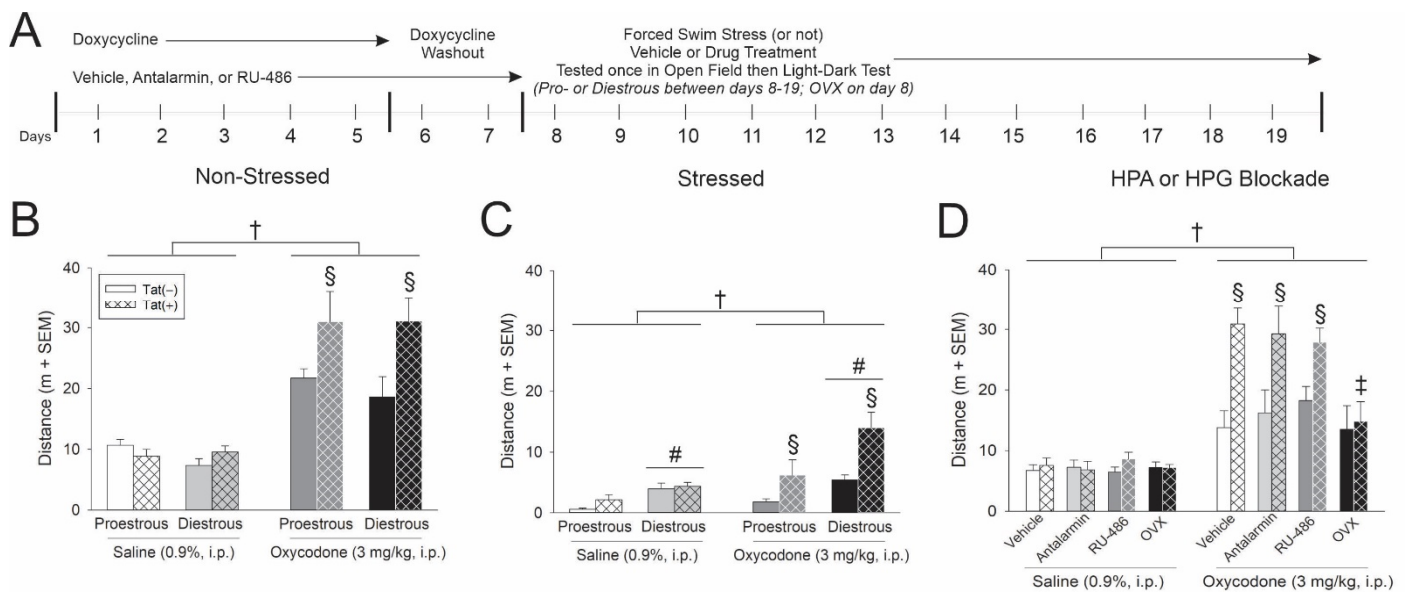 A
Doxycycline
Doxycycline
Washout
Forced Swim Stress (or not)
Vehicle or Drug Treatment
Tested once in Open Field then Light-Dark Test
(Pro- or Diestrous between days 8-19; OVX on day 8)
Vehicle, Antalarmin, or RU-486
Days 1 2 3 4 5 6 7 8 9 10 11 12 13 14 15 16 17 18 19
Non-Stressed
Stressed
HPA or HPG Blockade
B
†
40
30
20
10
0
Distance (m + SEM)
Tat(−)
Tat(+)
§ §
Proestrous Diestrous Proestrous Diestrous
Saline (0.9%, i.p.) Oxycodone (3 mg/kg, i.p.)
C
†
40
30
20
10
0
Distance (m + SEM)
# § # §
Proestrous Diestrous Proestrous Diestrous
Saline (0.9%, i.p.) Oxycodone (3 mg/kg, i.p.)
D
†
40
30
20
10
0
Distance (m + SEM)
§ § § ‡
Vehicle Antalarmin RU-486 OVX Vehicle Antalarmin RU-486 OVX
Saline (0.9%, i.p.) Oxycodone (3 mg/kg, i.p.)